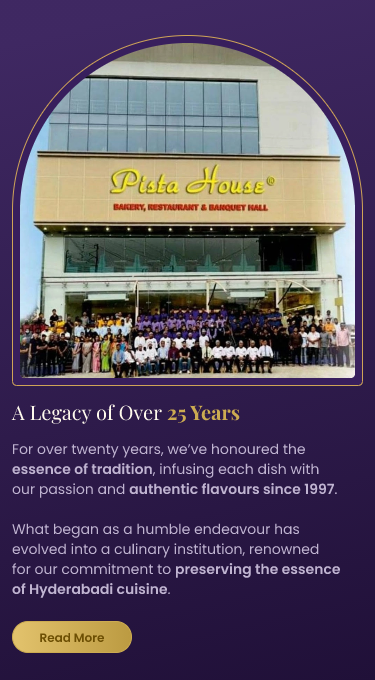 Pista House®
BAKERY, RESTAURANT & BANQUET HALL
A Legacy of Over 25 Years
For over twenty years, we’ve honoured the
essence of tradition, infusing each dish with
our passion and authentic flavours since 1997.
What began as a humble endeavour has
evolved into a culinary institution, renowned
for our commitment to preserving the essence
of Hyderabadi cuisine.
Read More